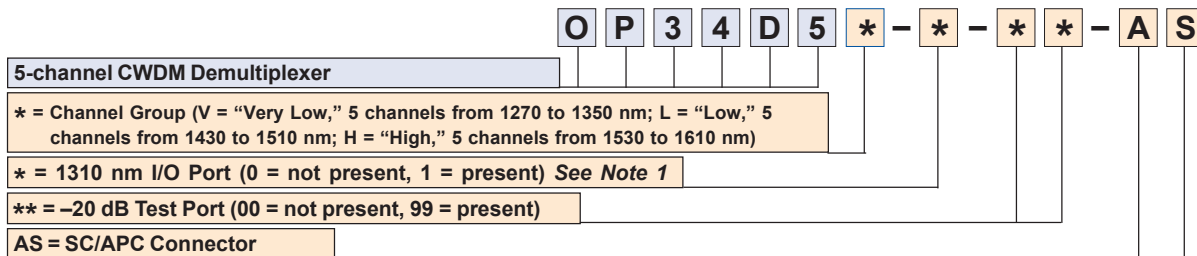 O P 3 4 D 5 * – * – * * – A S
5-channel CWDM Demultiplexer
* = Channel Group (V = “Very Low,” 5 channels from 1270 to 1350 nm; L = “Low,” 5
channels from 1430 to 1510 nm; H = “High,” 5 channels from 1530 to 1610 nm)
* = 1310 nm I/O Port (0 = not present, 1 = present) See Note 1
** = –20 dB Test Port (00 = not present, 99 = present)
AS = SC/APC Connector